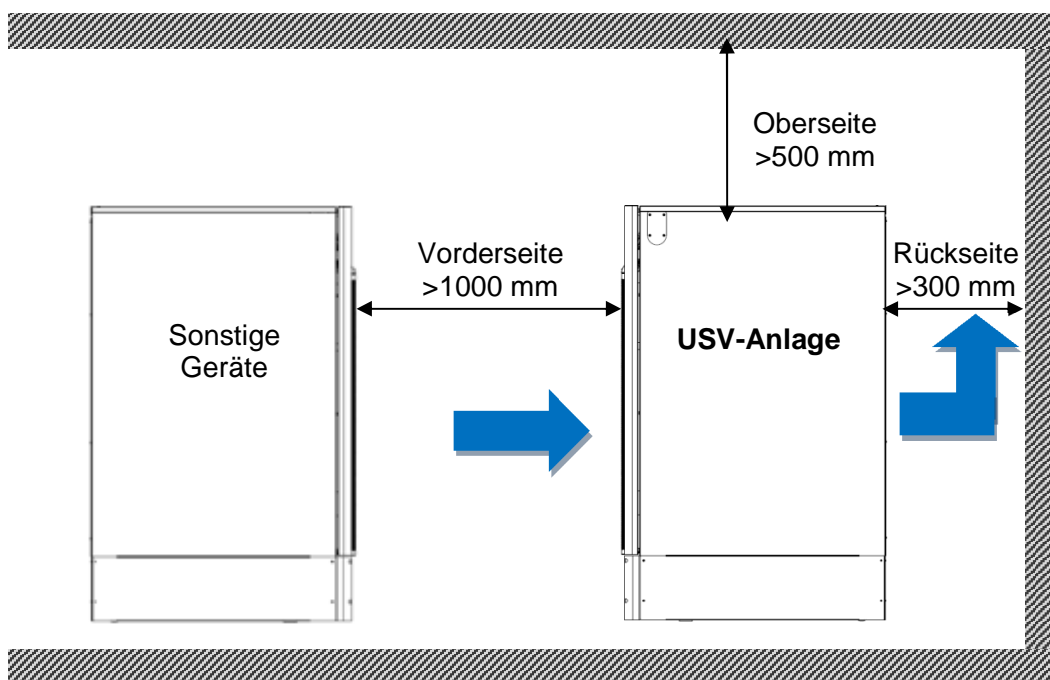 Oberseite
>500 mm
Vorderseite
>1000 mm
Rückseite
>300 mm
Sonstige
Geräte
USV-Anlage